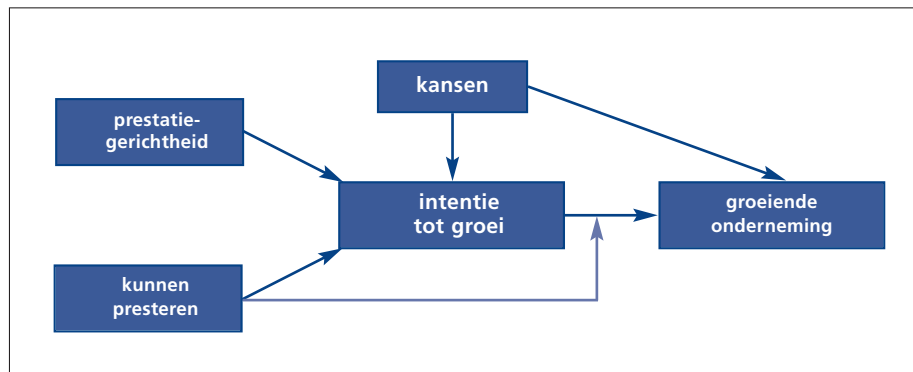 kansen
prestatie-
gerichtheid
intentie
tot groei
groeiende
onderneming
kunnen
presteren